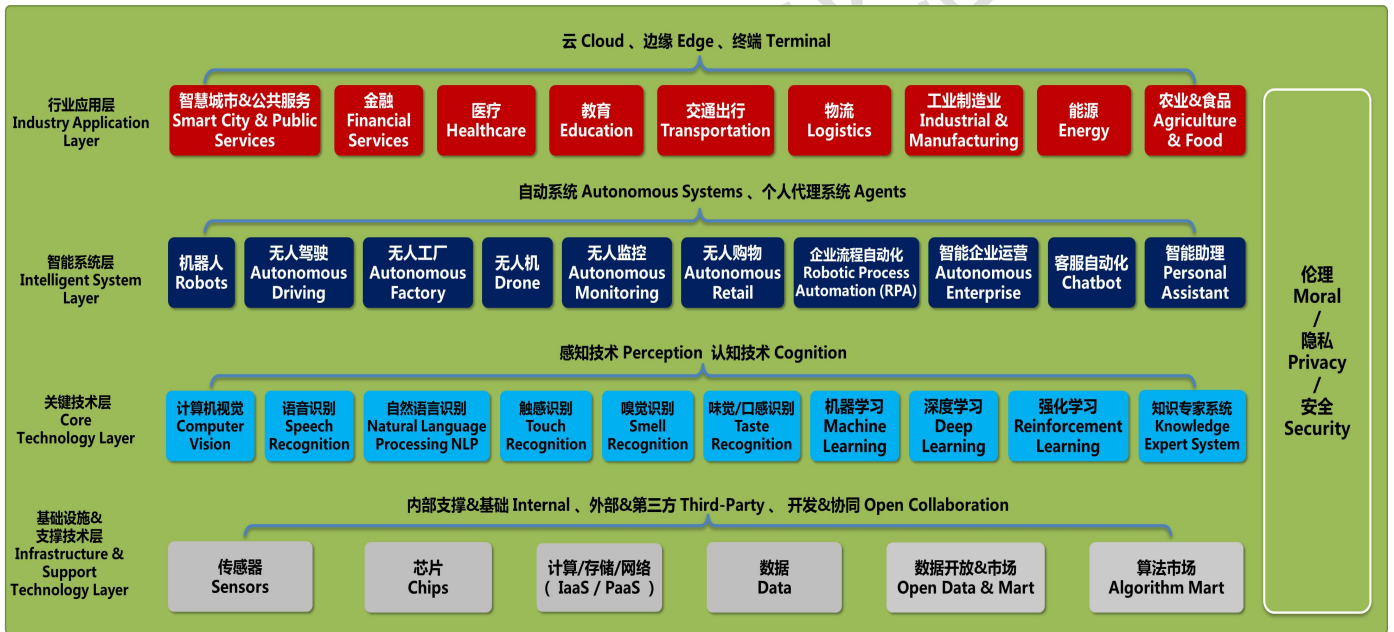 云 Cloud 、边缘 Edge 、终端 Terminal
行业应用层
Industry Application
Layer
智慧城市&公共服务
Smart City & Public
Services
金融
Financial
Services
医疗
Healthcare
教育
Education
交通出行
Transportation
物流
Logistics
工业制造业
Industrial &
Manufacturing
能源
Energy
农业&食品
Agriculture
& Food
自动系统 Autonomous Systems 、个人代理系统 Agents
智能系统层
Intelligent System
Layer
机器人
Robots
无人驾驶
Autonomous
Driving
无人工厂
Autonomous
Factory
无人机
Drone
无人监控
Autonomous
Monitoring
无人购物
Autonomous
Retail
企业流程自动化
Robotic Process
Automation (RPA)
智能企业运营
Autonomous
Enterprise
客服自动化
Chatbot
智能助理
Personal
Assistant
感知技术 Perception 认知技术 Cognition
关键技术层
Core
Technology Layer
计算机视觉
Computer
Vision
语音识别
Speech
Recognition
自然语言识别
Natural Language
Processing NLP
触感识别
Touch
Recognition
嗅觉识别
Smell
Recognition
味觉/口感识别
Taste
Recognition
机器学习
Machine
Learning
深度学习
Deep
Learning
强化学习
Reinforcement
Learning
知识专家系统
Knowledge
Expert System
内部支撑&基础 Internal 、外部&第三方 Third-Party 、 开发&协同 Open Collaboration
基础设施&
支撑技术层
Infrastructure &
Support
Technology Layer
传感器
Sensors
芯片
Chips
计算/存储/网络
( IaaS / PaaS )
数据
Data
数据开放&市场
Open Data & Mart
算法市场
Algorithm Mart
伦理
Moral
/
隐私
Privacy
/
安全
Security